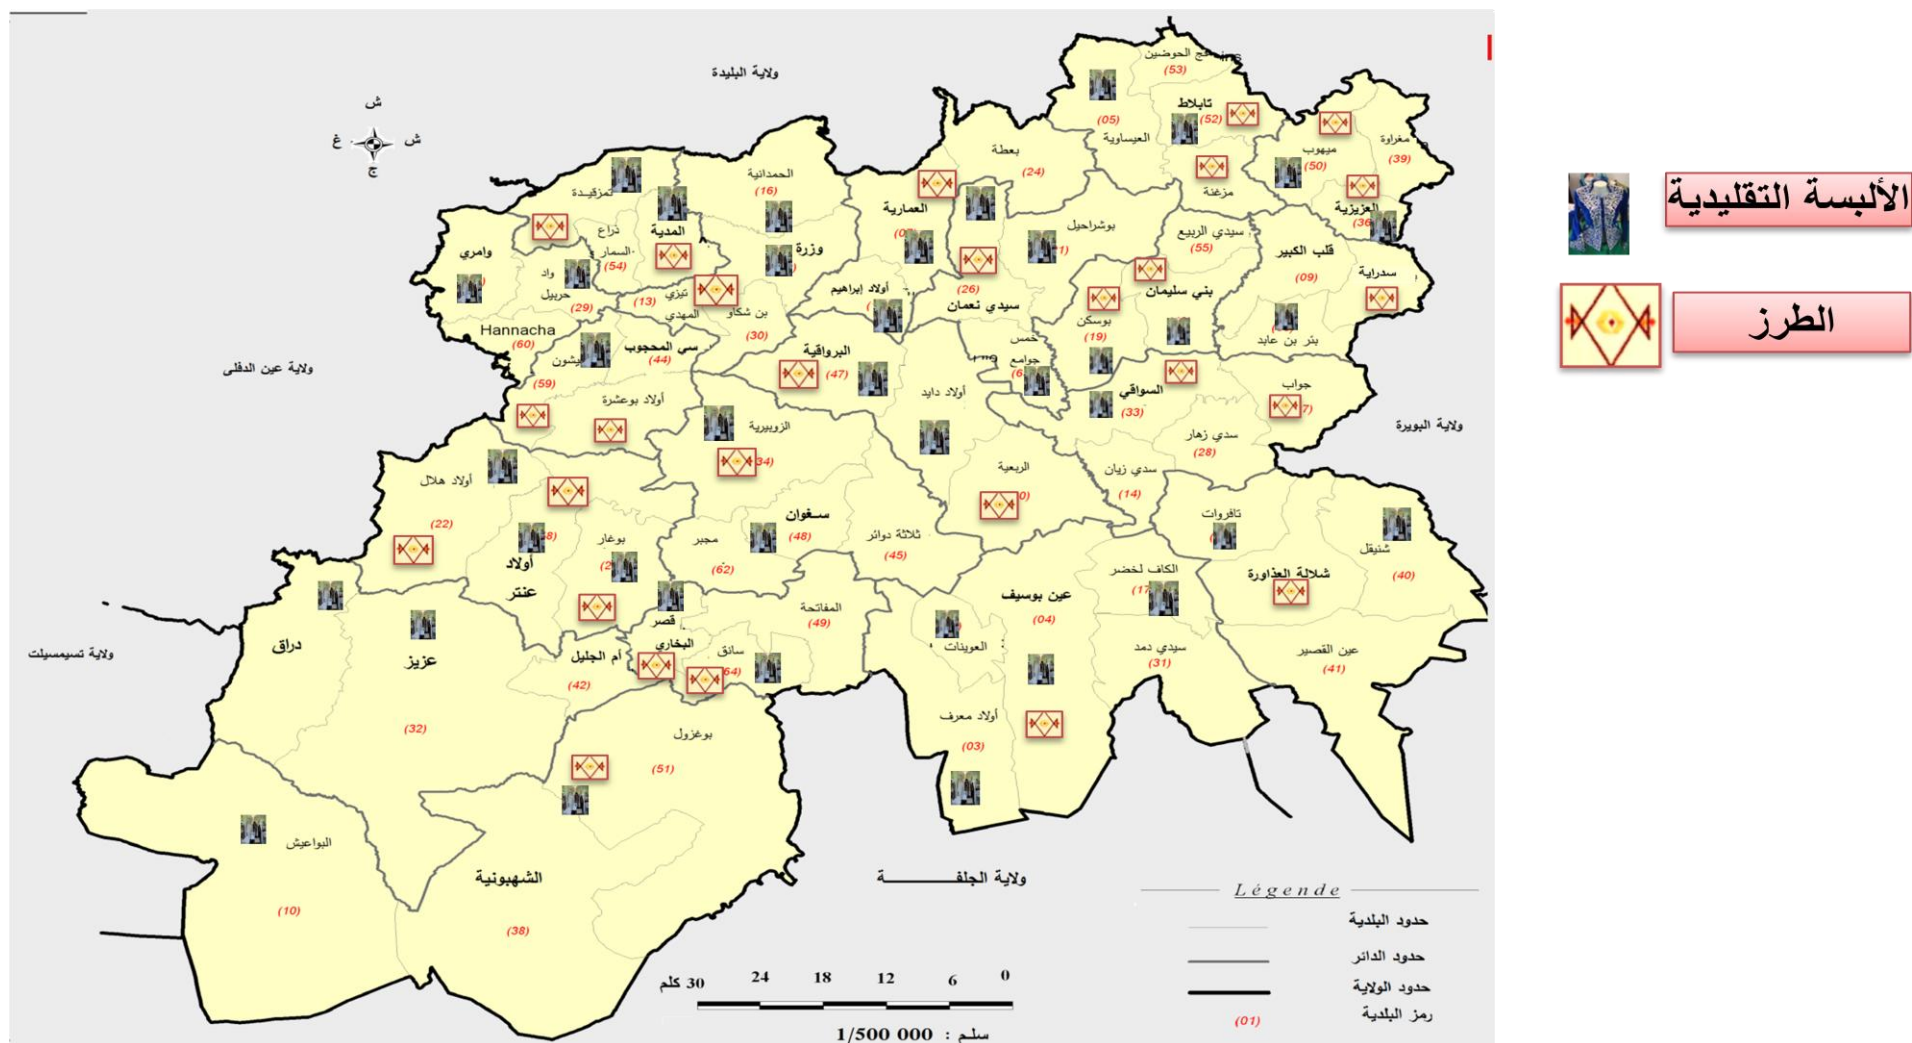 فج الحوضين
(53)
ولاية البليدة
تابلاط
(52)
(05)
العيساوية
مغراوة
(39)
ميهوب
(50)
بعطة
(24)
مزغنة
الحمدانية
(16)
تمزقيدة
العزيزية
(36)
العمارية
ش
غ
ش
ج
الألبسة التقليدية
الطرز
بوشراحيل
سيدي الربيع
(55)
قلب الكبير
(09)
سدراية
المدية
ذراع
السمار
(54)
وزرة
وامري
واد
حربيل
(29)
(13)
تيزي
المهدي
بن شكاو
(30)
أولاد إبراهيم
(26)
سيدي نعمان
بني سليمان
بوسكن
(19)
بئر بن عابد
Hannacha
(60)
سي المحجوب
(44)
(59)
البرواقية
(47)
خمس
جوامع
ولاية عين الدفلى
أولاد بوعشرة
أولاد دايد
السواقي
(33)
جواب
الزوبيرية
سدي زهار
(28)
ولاية البويرة
أولاد هلال
(22)
الربعية
سدي زيان
(14)
تافروات
شنيقل
(40)
سغوان
(48)
مجبر
(62)
ثلاثة دوائر
(45)
بوغار
أولاد
عنتر
الكاف لخضر
شلالة العذاورة
عين بوسيف
(04)
المفاتحة
(49)
قصر
البخاري
سانق
العوينات
سيدي دمد
(31)
عين القصير
(41)
دراق
عزيز
(32)
أم الجليل
(42)
ولاية تسيمسيلت
أولاد معرف
(03)
بوغزول
(51)
البواعيش
(10)
الشهبونية
(38)
ولاية الجلفـــــــة
Légende
حدود البلدية
حدود الدائر
حدود الولاية
رمز البلدية
(01)
30 كلم 24 18 12 6 0
سلم : 1/500 000